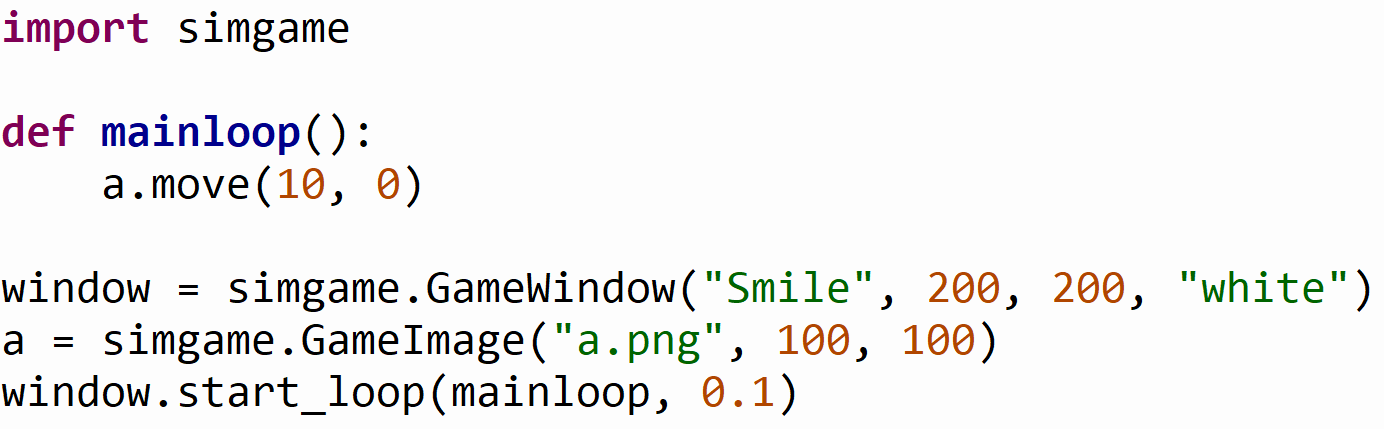 import simgame
def mainloop():
    a.move(10, 0)
window = simgame.GameWindow("Smile", 200, 200, "white")
a = simgame.GameImage("a.png", 100, 100)
window.start_loop(mainloop, 0.1)